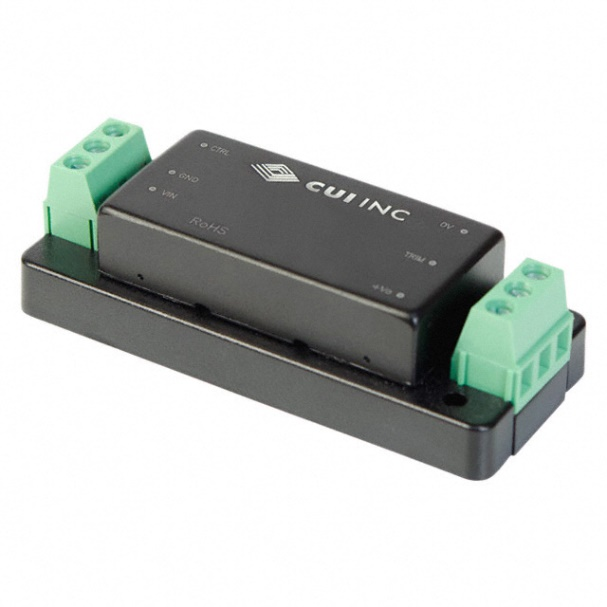 CTRL
GND
VIN
RoHS
CUI INC
0V
TRIM
+Vo